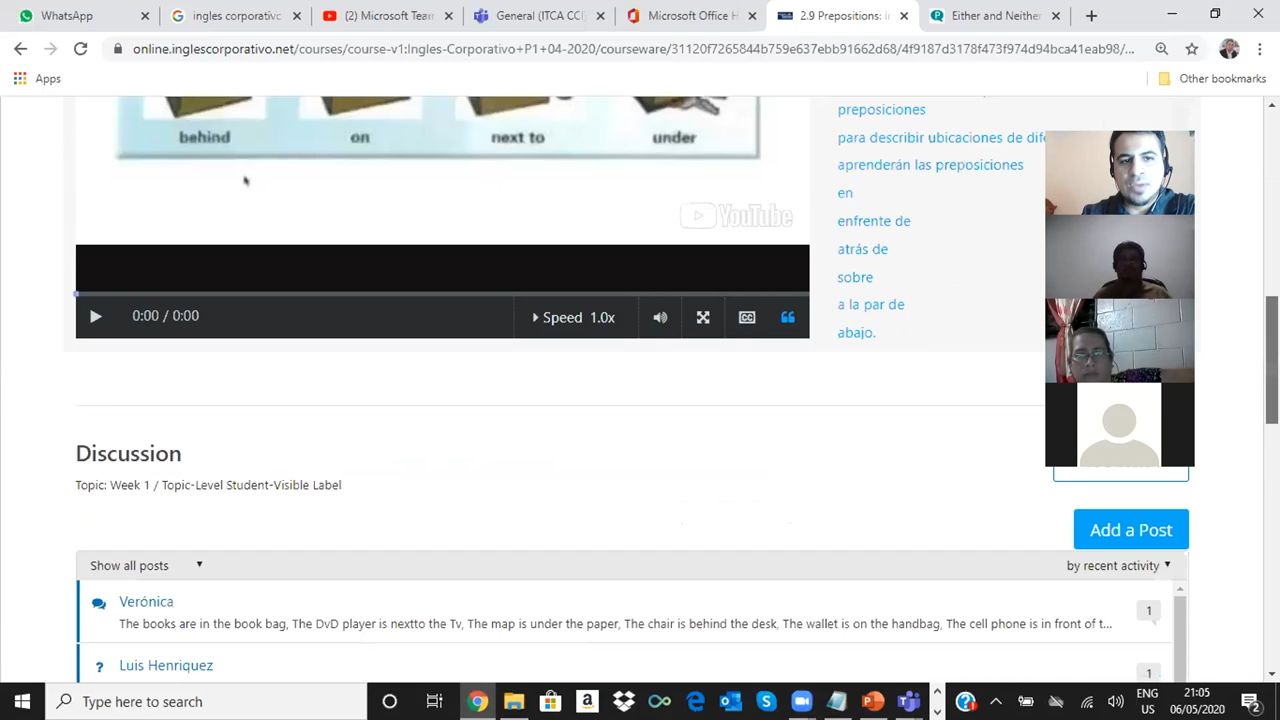 WhatsApp
ingles corporativo
(2) Microsoft Team
General (ITCA CCI
Microsoft Office H
2.9 Prepositions: i
Either and Neither
online.inglescorporativo.net/courses/course-v1:Ingles-Corporativo+P1+04-2020/courseware/31120f7265844b759e637ebb91662d68/4f9187d3178f473f974d94bca41eab98/...
Apps
Other bookmarks
behind on next to under
YouTube
preposiciones
para describir ubicaciones de dife
aprenderán las preposiciones
en
enfrente de
atrás de
sobre
a la par de
abajo.
0:00 / 0:00
Speed 1.0x
CC
Discussion
Topic: Week 1 / Topic-Level Student-Visible Label
Add a Post
Show all posts
by recent activity
Verónica
1
The books are in the book bag, The DvD player is nextto the Tv, The map is under the paper, The chair is behind the desk, The wallet is on the handbag, The cell phone is in front of t...
Luis Henriquez
1
Type here to search
ENG
US
21:05
06/05/2020
2